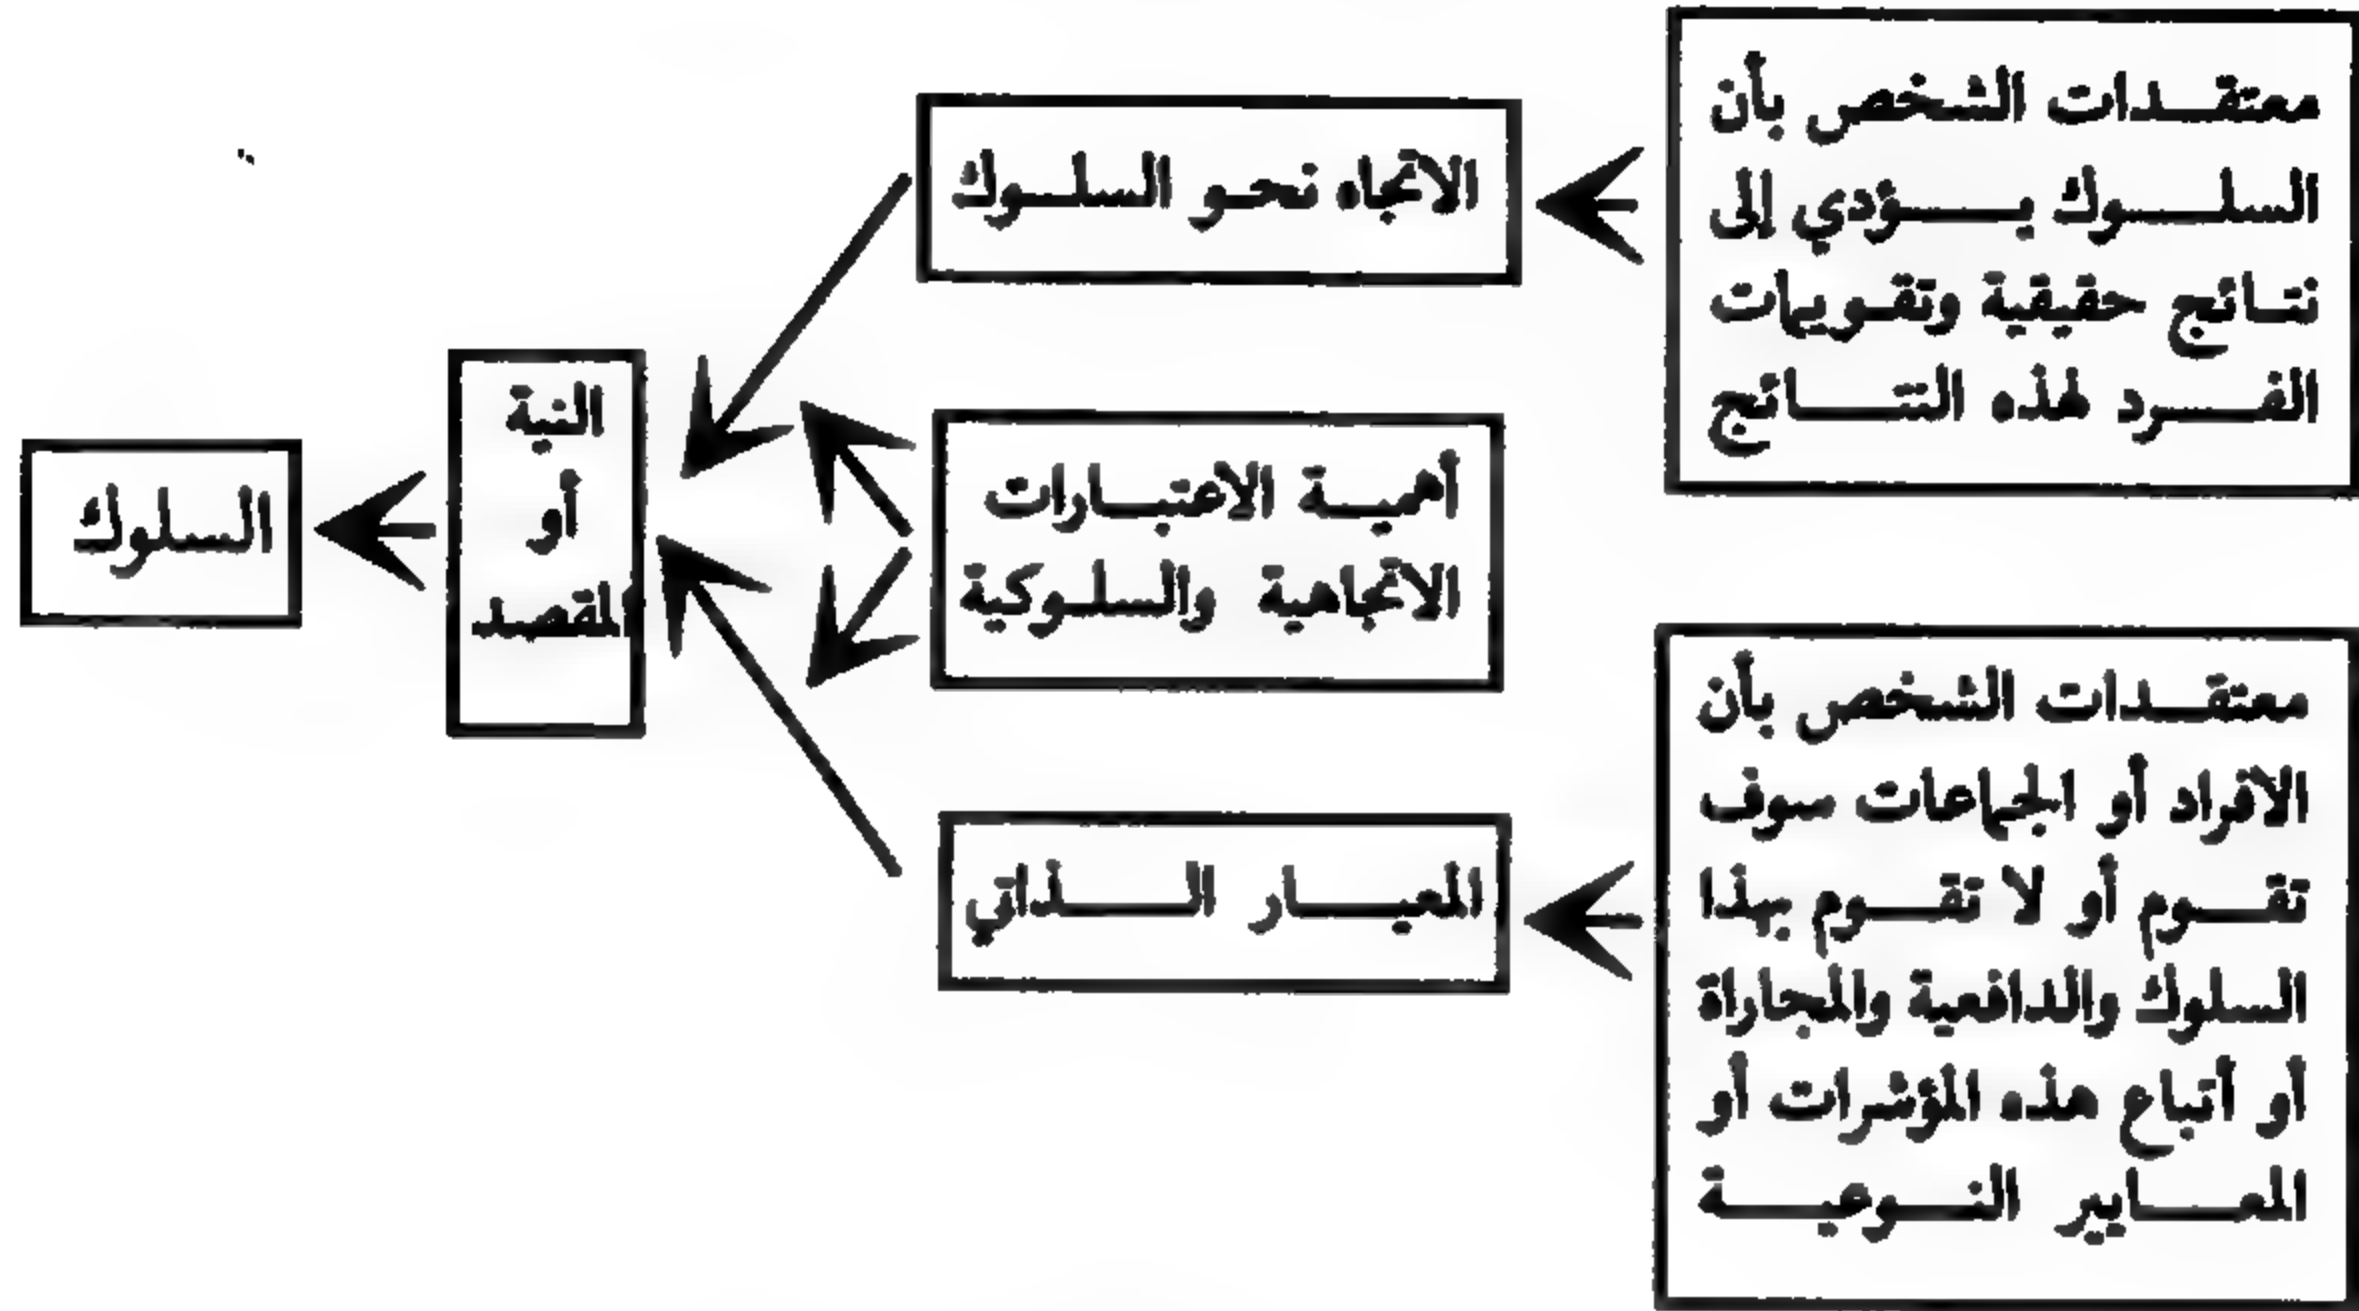 معتقدات الشخص بأن
السلوك يؤدي إلى
نتائج حقيقية وتقويمات
الفرد لهذه النتائج
الاتجاه نحو السلوك
أهمية الاعتبارات
الاتجاهية والسلوكية
النية
أو
المقصد
السلوك
معتقدات الشخص بأن
الافراد أو الجماعات سوف
تقوم أو لا تقوم بهذا
السلوك والدافعية والمجاراة
أو أتباع هذه المؤشرات أو
المعايير النوعية
المعيار الذاتي